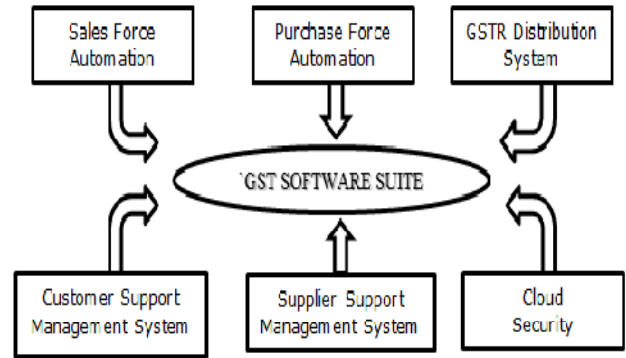 Sales Force
Automation
Purchase Force
Automation
GSTR Distribution
System
`GST SOFTWARE SUITE
Customer Support
Management System
Supplier Support
Management System
Cloud
Security